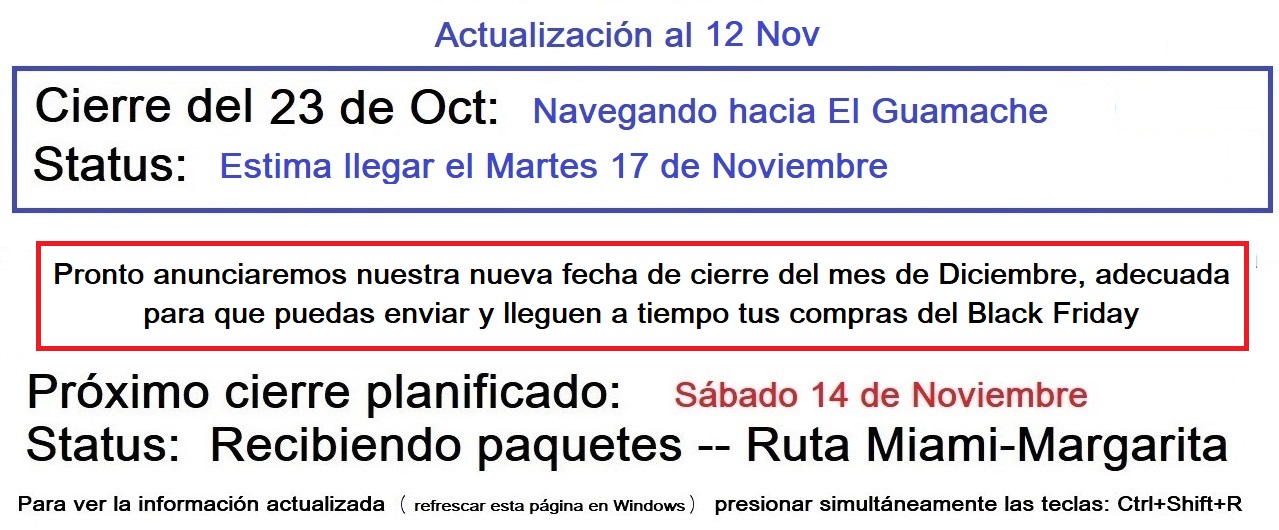 Actualización al 12 Nov
Cierre del 23 de Oct: Navegando hacia El Guamache
Status: Estima llegar el Martes 17 de Noviembre
Pronto anunciaremos nuestra nueva fecha de cierre del mes de Diciembre, adecuada
para que puedas enviar y lleguen a tiempo tus compras del Black Friday
Próximo cierre planificado: Sábado 14 de Noviembre
Status: Recibiendo paquetes -- Ruta Miami-Margarita
Para ver la información actualizada ( refrescar esta página en Windows ) presionar simultáneamente las teclas: Ctrl+Shift+R